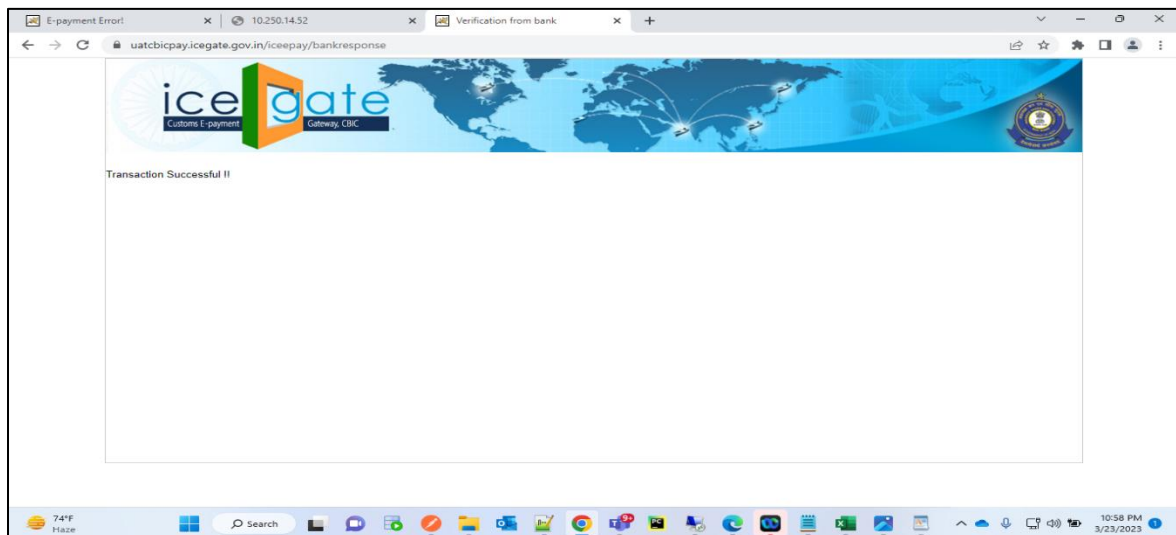 E-payment Error!
10.250.14.52
Verification from bank
uatcbicpay.icegate.gov.in/iceepay/bankresponse
ice gate
Customs E-payment Gateway, CBIC
Transaction Successful !!
74°F
Haze
Search
10:58 PM
3/23/2023